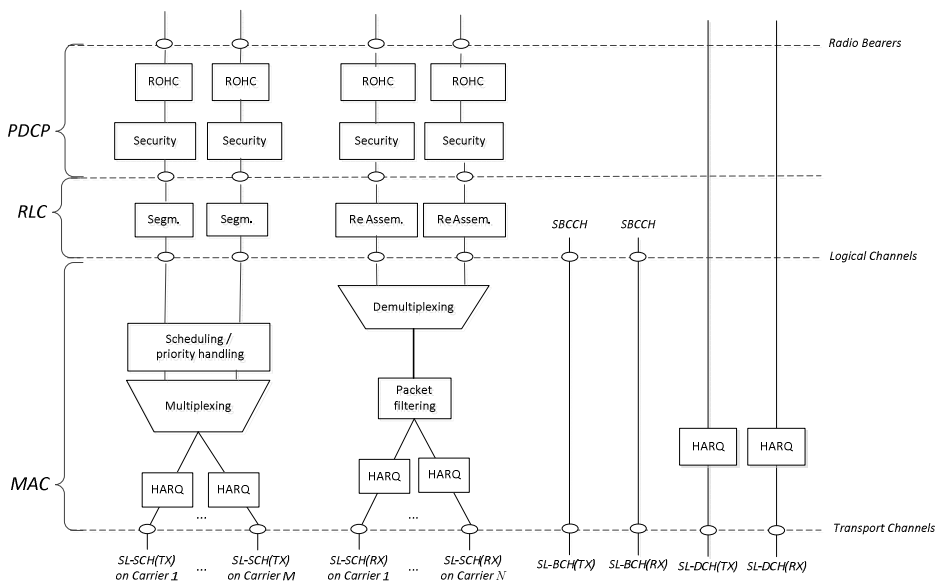 Radio Bearers
ROHC
ROHC
ROHC
ROHC
PDCP
Security
Security
Security
Security
RLC
Segm.
Segm.
Re Assem.
Re Assem.
SBCCH
SBCCH
Logical Channels
Demultiplexing
Scheduling /
priority handling
Packet
filtering
Multiplexing
HARQ
HARQ
MAC
HARQ
HARQ
HARQ
HARQ
...
...
Transport Channels
SL-SCH(TX)
on Carrier 1
...
SL-SCH(TX)
on Carrier M
SL-SCH(RX)
on Carrier 1
...
SL-SCH(RX)
on Carrier N
SL-BCH(TX)
SL-BCH(RX)
SL-DCH(TX)
SL-DCH(RX)